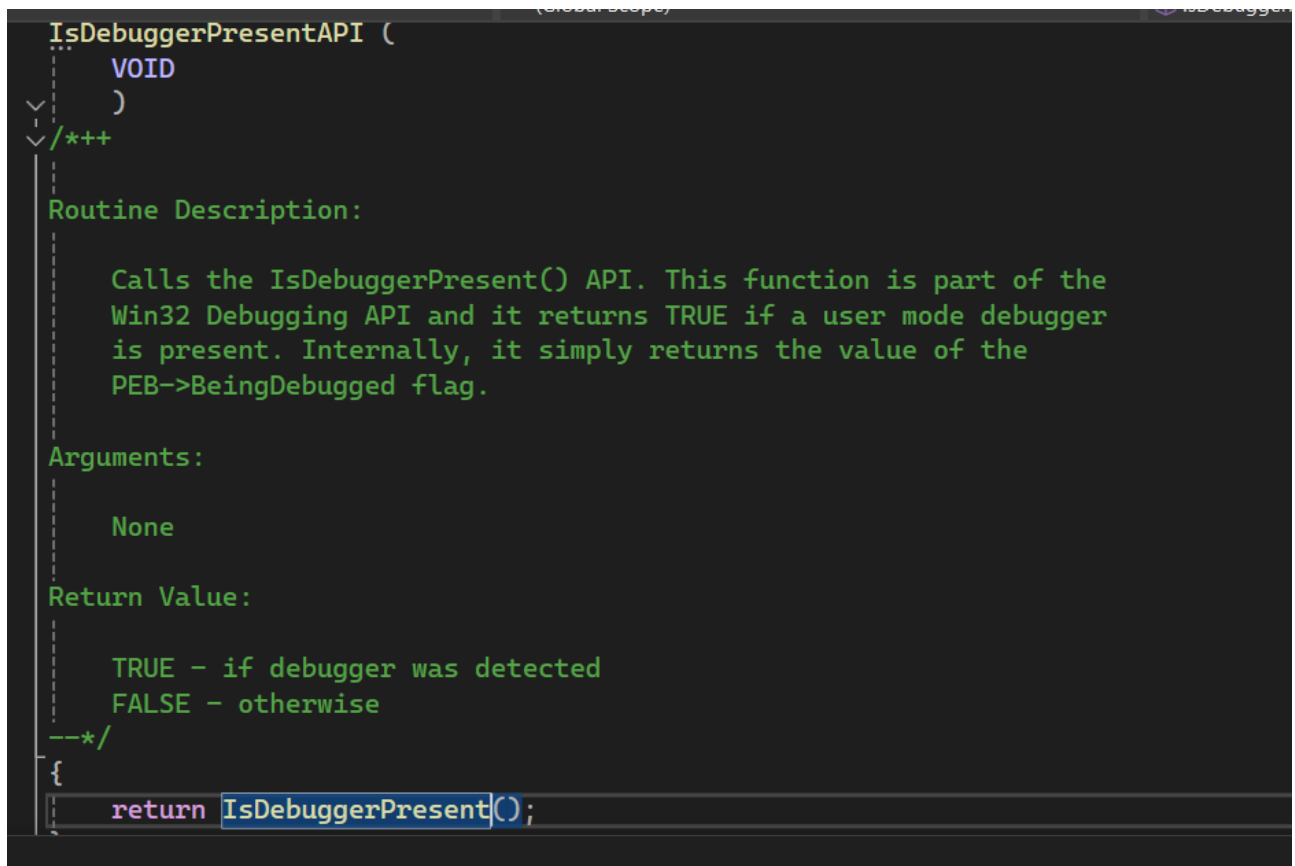 IsDebuggerPresentAPI (
VOID
)
/*++
Routine Description:
Calls the IsDebuggerPresent() API. This function is part of the
Win32 Debugging API and it returns TRUE if a user mode debugger
is present. Internally, it simply returns the value of the
PEB->BeingDebugged flag.
Arguments:
None
Return Value:
TRUE - if debugger was detected
FALSE - otherwise
--*/
{
return IsDebuggerPresent();